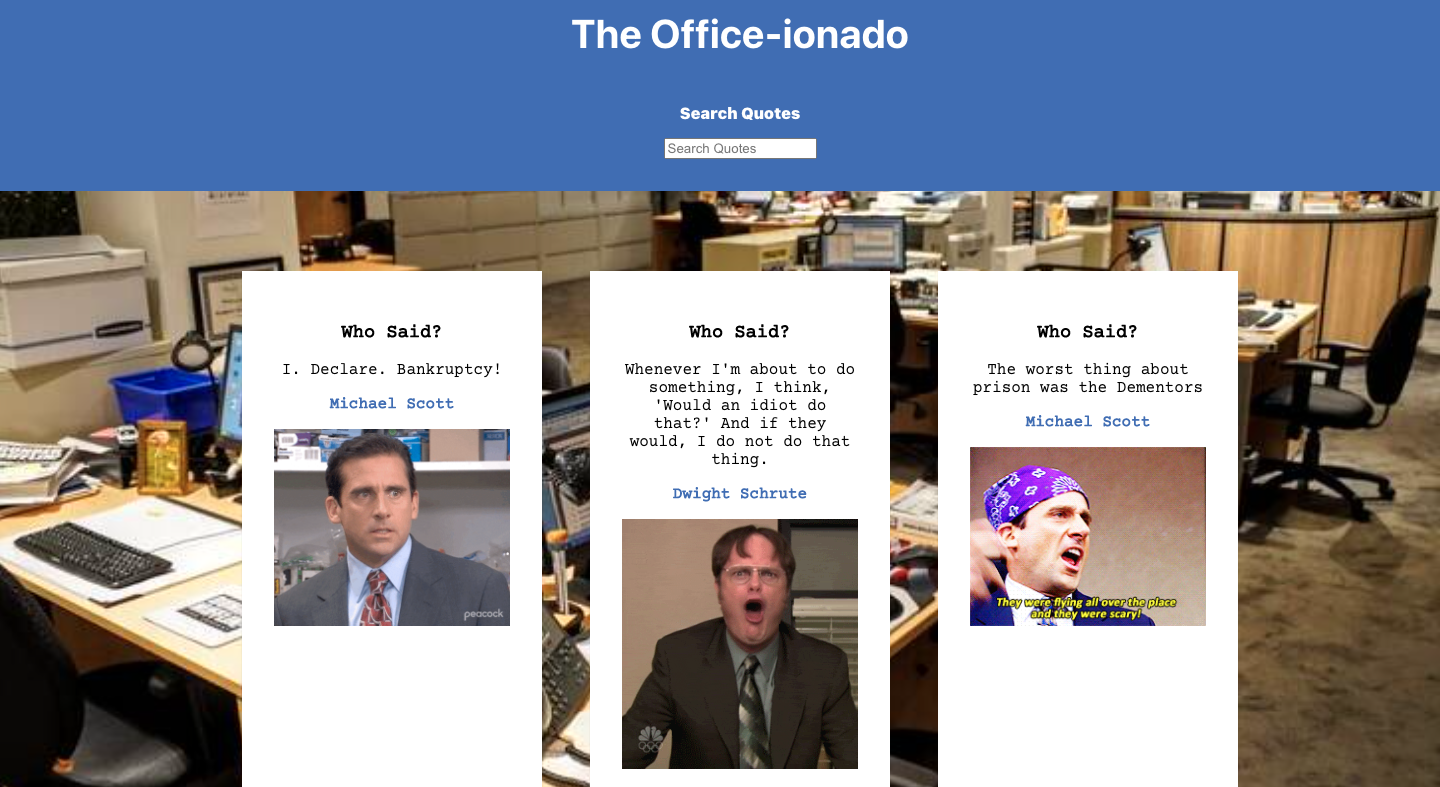 The Office-ionado
Search Quotes
Search Quotes
Who Said?
I. Declare. Bankruptcy!
Michael Scott
peacock
Who Said?
Whenever I'm about to do
something, I think,
'Would an idiot do
that?' And if they
would, I do not do that
thing.
Dwight Schrute
Who Said?
The worst thing about
prison was the Dementors
Michael Scott
They were flying all over the place
and they were scary!